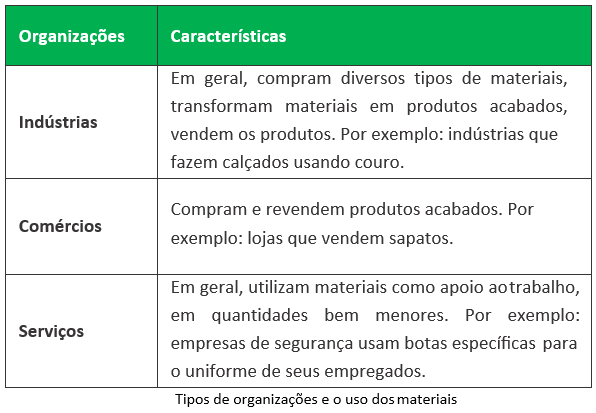 Organizações Características
Em geral, compram diversos tipos de materiais,
transformam materiais em produtos acabados,
Indústrias
vendem os produtos. Por exemplo: indústrias que
fazem calçados usando couro.
Compram e revendem produtos acabados. Por
Comércios
exemplo: lojas que vendem sapatos.
Em geral, utilizam materiais como apoio ao trabalho,
em quantidades bem menores. Por exemplo:
Serviços
empresas de segurança usam botas específicas para
o uniforme de seus empregados.
Tipos de organizações e o uso dos materiais